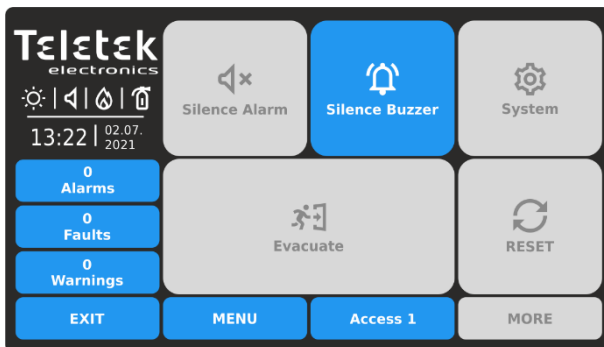 Teletek
electronics
13:22
02.07.
2021
Silence Alarm
Silence Buzzer
System
0
Alarms
0
Faults
0
Warnings
Evacuate
RESET
EXIT
MENU
Access 1
MORE